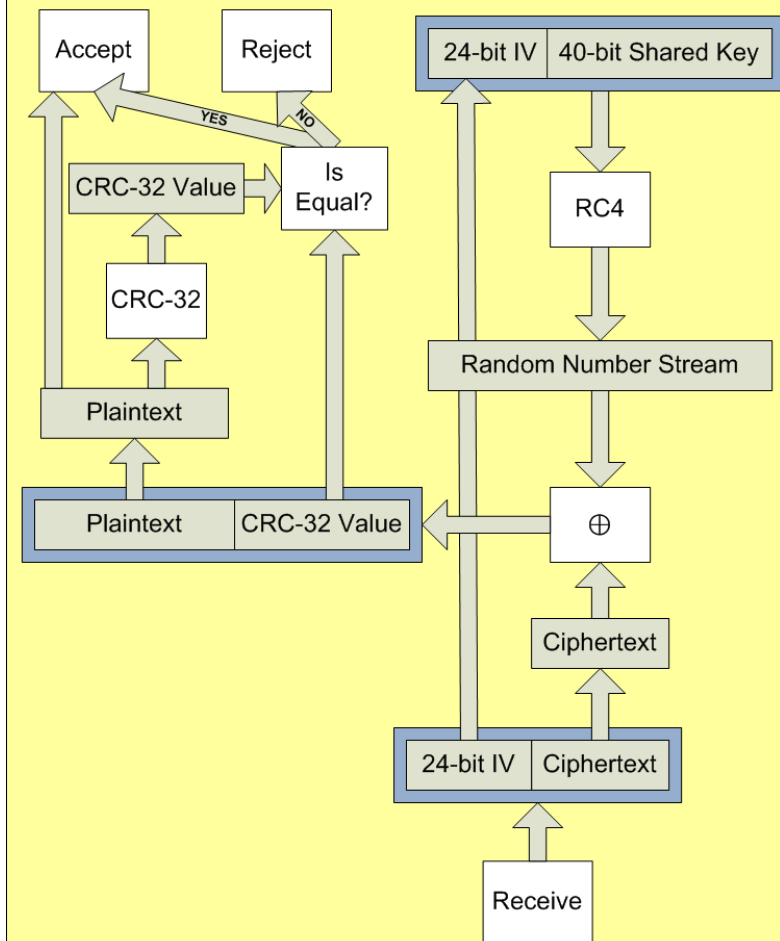 Accept
Reject
24-bit IV
40-bit Shared Key
YES
NO
Is
Equal?
CRC-32 Value
RC4
CRC-32
Random Number Stream
Plaintext
Plaintext
CRC-32 Value
⊕
Ciphertext
24-bit IV
Ciphertext
Receive